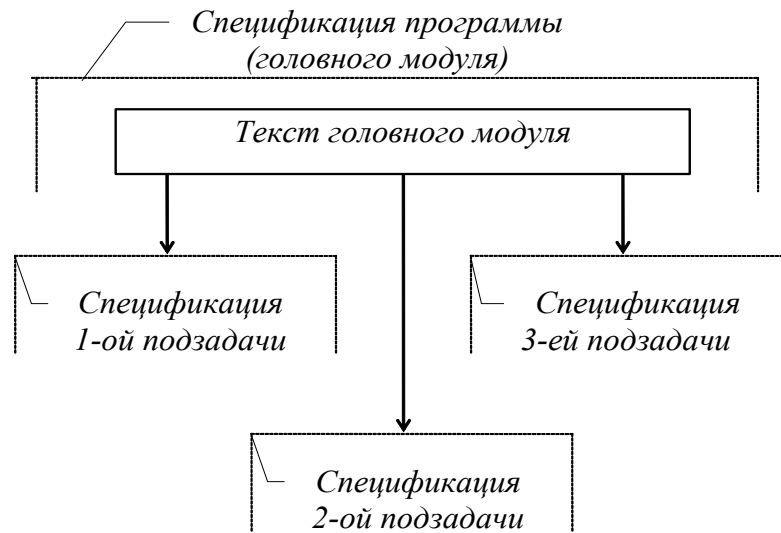 Спецификация программы
(головного модуля)
Текст головного модуля
Спецификация
1-ой подзадачи
Спецификация
3-ей подзадачи
Спецификация
2-ой подзадачи